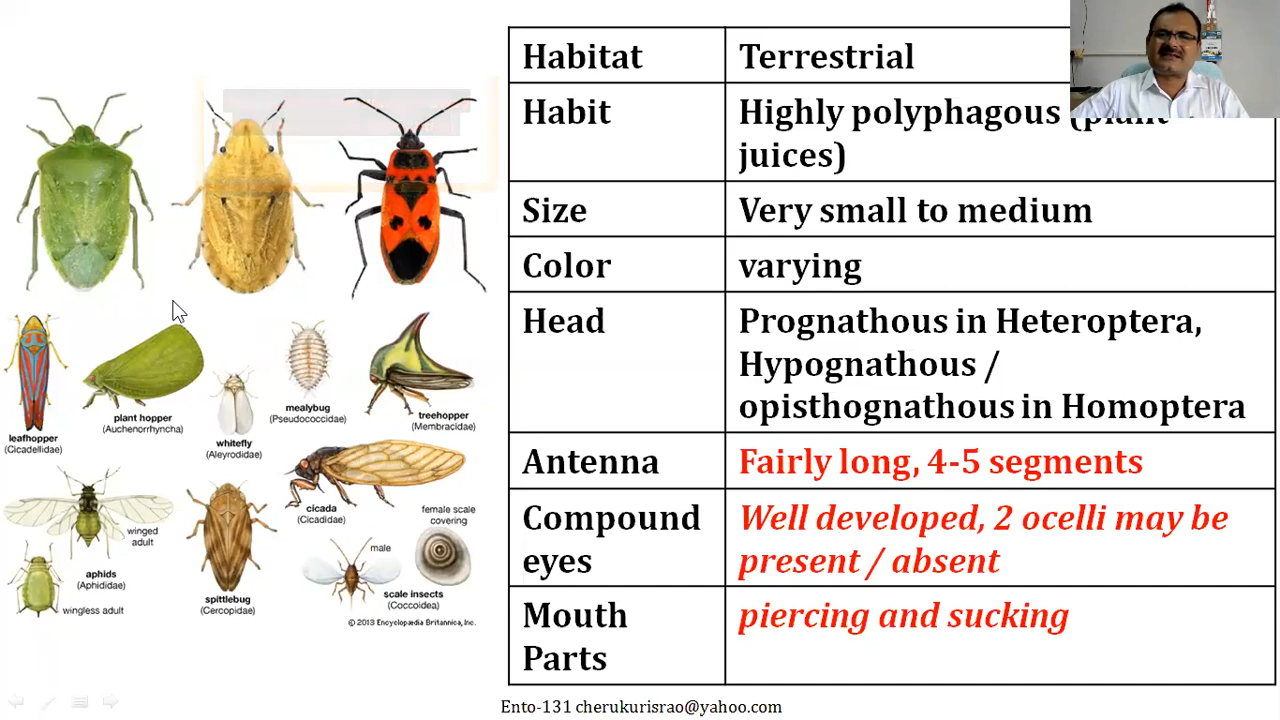 Habitat
Terrestrial
Habit
Highly polyphagous (plant
juices)
Size
Very small to medium
Color
varying
Head
Prognathous in Heteroptera,
Hypognathous /
opisthognathous in Homoptera
Antenna
Fairly long, 4-5 segments
Compound
eyes
Well developed, 2 ocelli may be
present / absent
Mouth
Parts
piercing and sucking
leafhopper
(Cicadellidae)
plant hopper
(Auchenorrhyncha)
whitefly
(Aleyrodidae)
mealybug
(Pseudococcidae)
treehopper
(Membracidae)
cicada
(Cicadidae)
female scale
covering
winged
adult
aphids
(Aphididae)
wingless adult
spittlebug
(Cercopidae)
male
scale insects
(Coccoidea)
© 2013 Encyclopædia Britannica, Inc.
Ento-131 cherukurisrao@yahoo.com